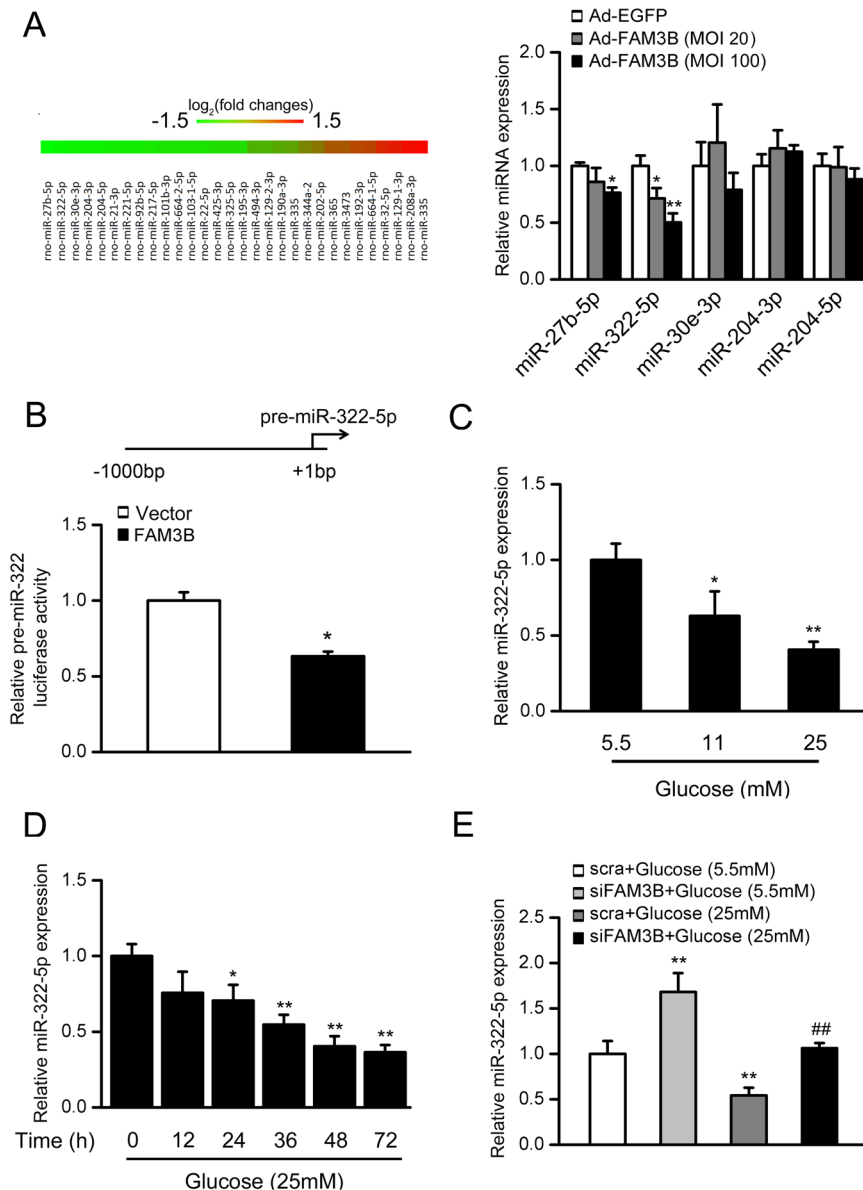 A
log2(fold changes)
-1.5
1.5
rno-miR-27b-5p
rno-miR-322-5p
rno-miR-30e-3p
rno-miR-204-3p
rno-miR-204-5p
rno-miR-21-3p
rno-miR-221-5p
rno-miR-92b-5p
rno-miR-217-5p
rno-miR-101b-3p
rno-miR-664-2-5p
rno-miR-103-1-5p
rno-miR-22-5p
rno-miR-425-3p
rno-miR-325-5p
rno-miR-195-3p
rno-miR-494-3p
rno-miR-129-2-3p
rno-miR-190a-3p
rno-miR-335
rno-miR-344a-2
rno-miR-202-5p
rno-miR-365
rno-miR-3473
rno-miR-192-3p
rno-miR-664-1-5p
rno-miR-32-5p
rno-miR-129-1-3p
rno-miR-208a-3p
rno-miR-335
Ad-EGFP
Ad-FAM3B (MOI 20)
Ad-FAM3B (MOI 100)
Relative miRNA expression
2.0
1.5
1.0
0.5
0.0
*
*
**
miR-27b-5p
miR-322-5p
miR-30e-3p
miR-204-3p
miR-204-5p
B
pre-miR-322-5p
-1000bp
+1bp
Vector
FAM3B
Relative pre-miR-322
luciferase activity
1.5
1.0
0.5
0.0
*
C
Relative miR-322-5p expression
1.5
1.0
0.5
0.0
*
**
5.5
11
25
Glucose (mM)
D
Relative miR-322-5p expression
1.5
1.0
0.5
0.0
*
**
**
**
Time (h)
0
12
24
36
48
72
Glucose (25mM)
E
scra+Glucose (5.5mM)
siFAM3B+Glucose (5.5mM)
scra+Glucose (25mM)
siFAM3B+Glucose (25mM)
Relative miR-322-5p expression
2.5
2.0
1.5
1.0
0.5
0.0
**
**
##